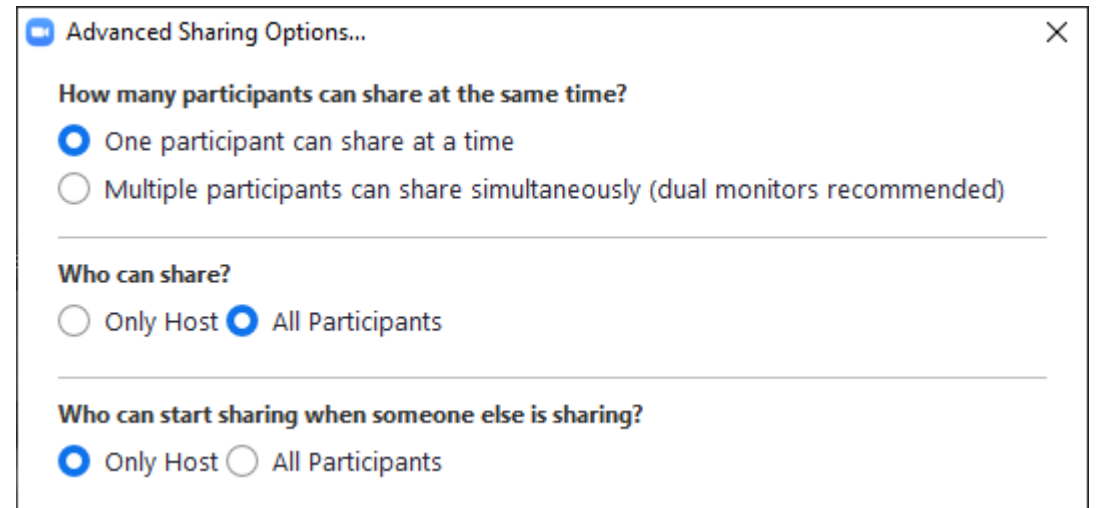 Advanced Sharing Options...
How many participants can share at the same time?
One participant can share at a time
Multiple participants can share simultaneously (dual monitors recommended)
Who can share?
Only Host All Participants
Who can start sharing when someone else is sharing?
Only Host All Participants